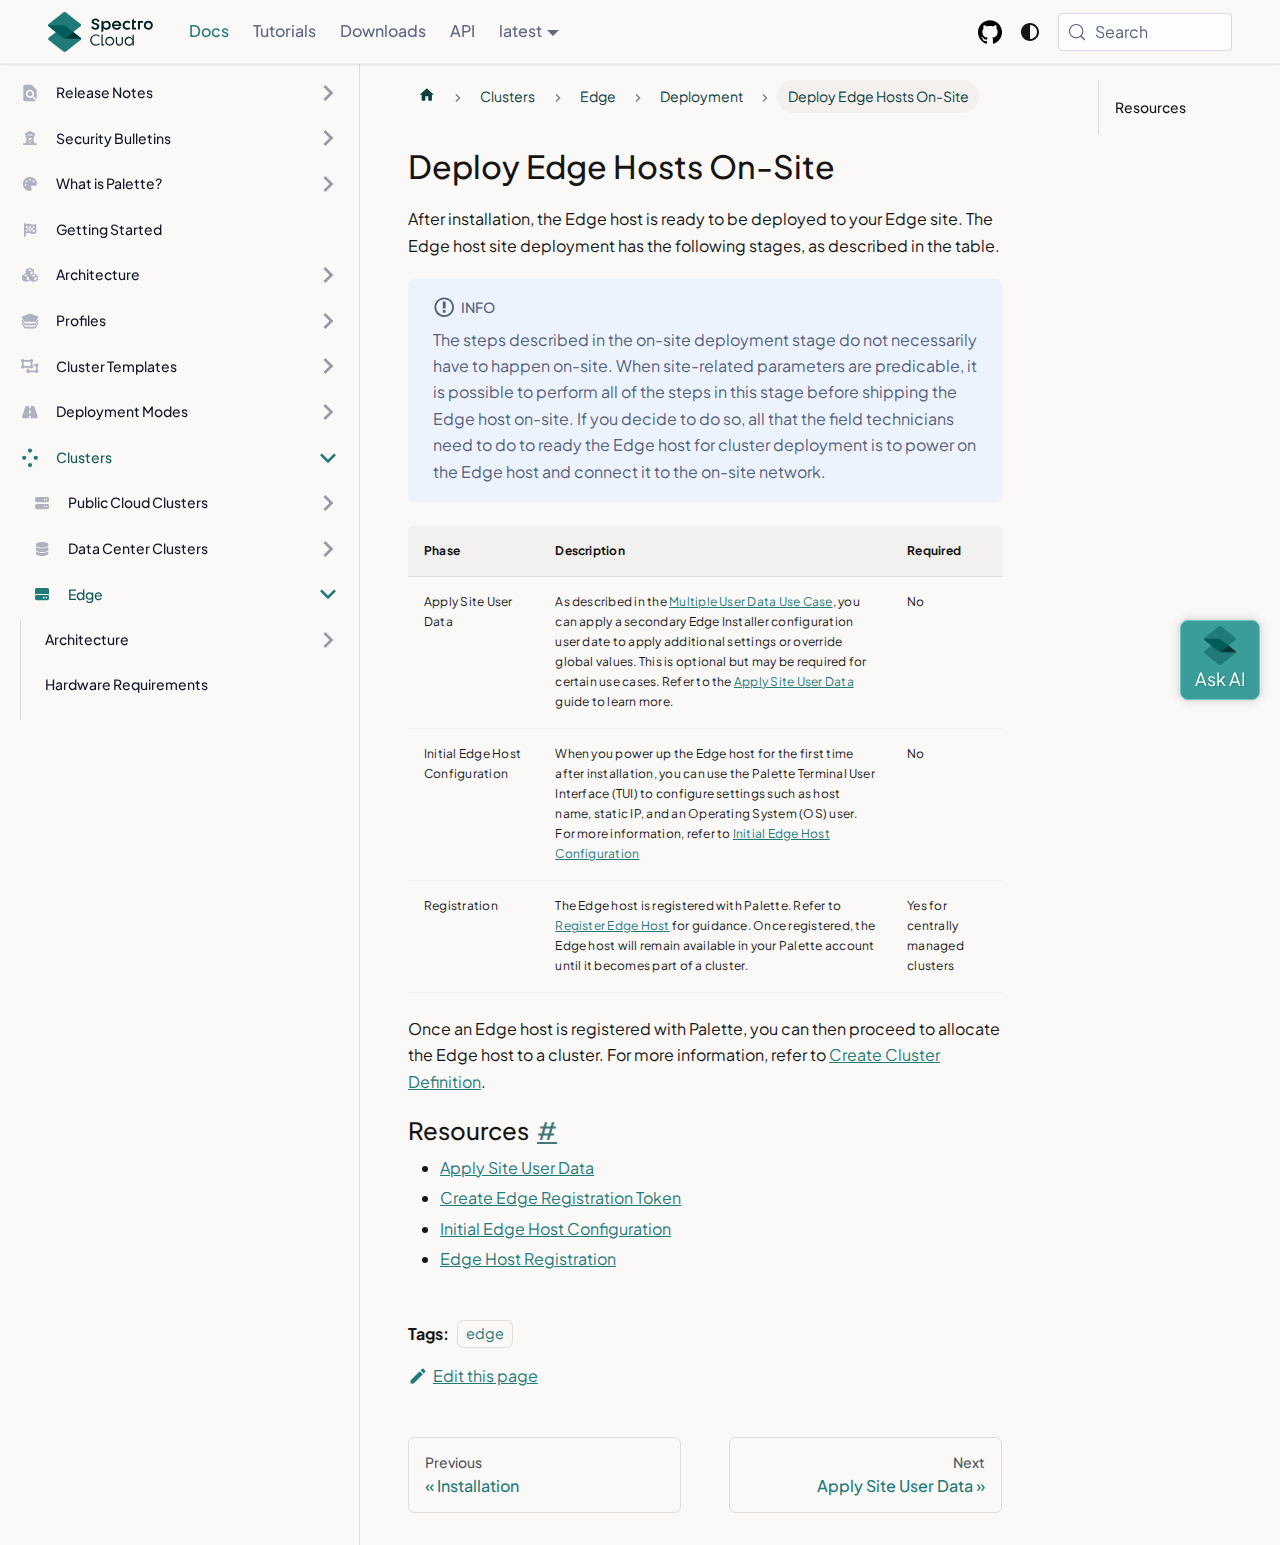 Spectro
Cloud
Docs
Tutorials
Downloads
API
latest
Search
Release Notes
Security Bulletins
What is Palette?
Getting Started
Architecture
Profiles
Cluster Templates
Deployment Modes
Clusters
Public Cloud Clusters
Data Center Clusters
Edge
Architecture
Hardware Requirements
Clusters
Edge
Deployment
Deploy Edge Hosts On-Site
Deploy Edge Hosts On-Site
After installation, the Edge host is ready to be deployed to your Edge site. The
Edge host site deployment has the following stages, as described in the table.
INFO
The steps described in the on-site deployment stage do not necessarily
have to happen on-site. When site-related parameters are predicable, it
is possible to perform all of the steps in this stage before shipping the
Edge host on-site. If you decide to do so, all that the field technicians
need to do to ready the Edge host for cluster deployment is to power on
the Edge host and connect it to the on-site network.
Phase Description Required
Apply Site User
Data
As described in the Multiple User Data Use Case, you
can apply a secondary Edge Installer configuration
user date to apply additional settings or override
global values. This is optional but may be required for
certain use cases. Refer to the Apply Site User Data
guide to learn more.
No
Initial Edge Host
Configuration
When you power up the Edge host for the first time
after installation, you can use the Palette Terminal User
Interface (TUI) to configure settings such as host
name, static IP, and an Operating System (OS) user.
For more information, refer to Initial Edge Host
Configuration
No
Registration
The Edge host is registered with Palette. Refer to
Register Edge Host for guidance. Once registered, the
Edge host will remain available in your Palette account
until it becomes part of a cluster.
Yes for
centrally
managed
clusters
Once an Edge host is registered with Palette, you can then proceed to allocate
the Edge host to a cluster. For more information, refer to Create Cluster
Definition.
Resources #
Apply Site User Data
Create Edge Registration Token
Initial Edge Host Configuration
Edge Host Registration
Tags: edge
Edit this page
Previous
« Installation
Next
Apply Site User Data »
Resources
Ask AI